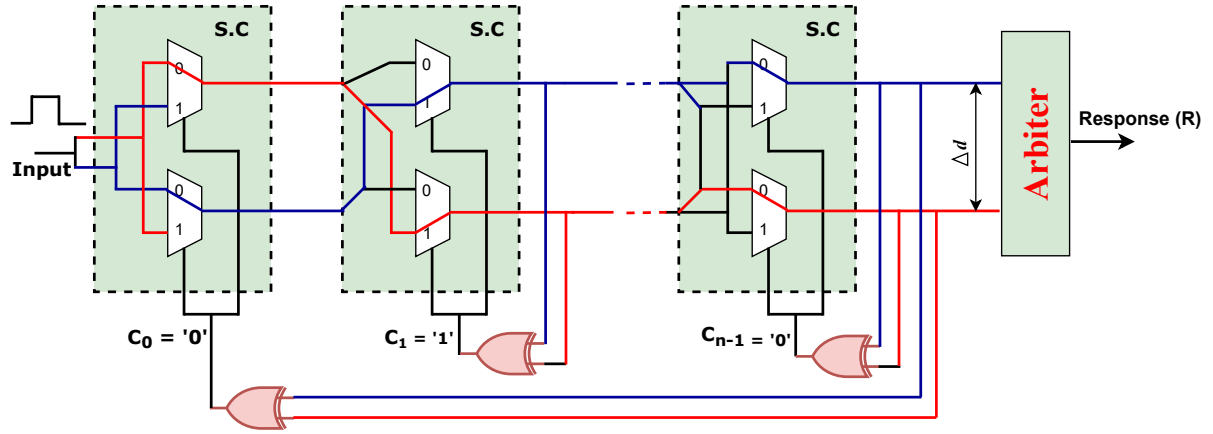 S.C
S.C
S.C
0
1
0
1
0
1
0
1
0
1
0
1
Input
Δd
Arbiter
Response (R)
C0 = '0'
C1 = '1'
Cn-1 = '0'